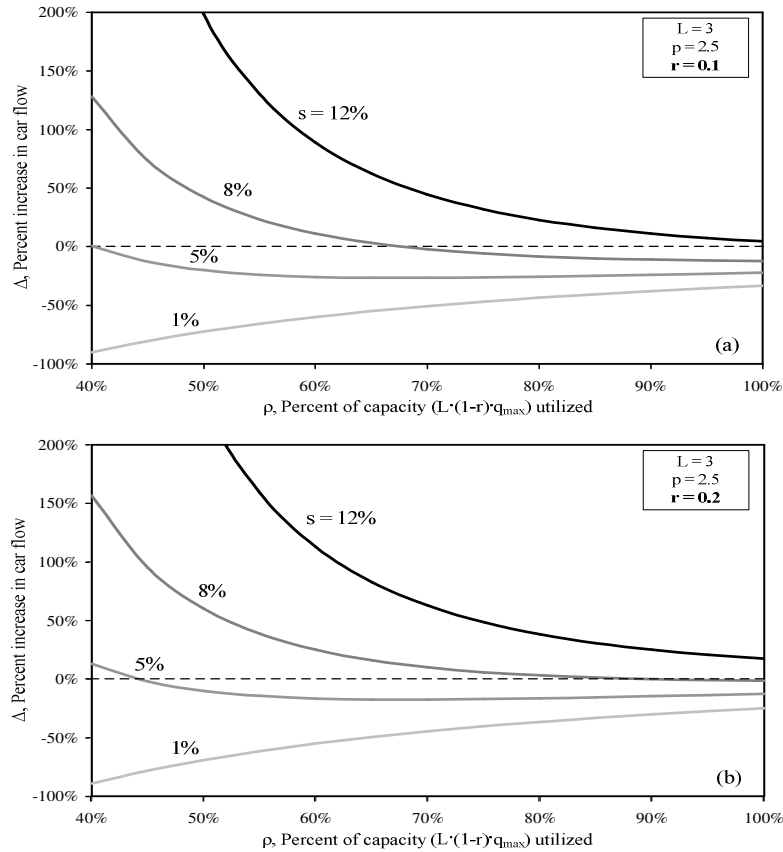 200%
150%
100%
50%
0%
-50%
-100%
Δ, Percent increase in car flow
L = 3
p = 2.5
r = 0.1
s = 12%
8%
5%
1%
(a)
40% 50% 60% 70% 80% 90% 100%
ρ, Percent of capacity (L·(1-r)·qmax) utilized
200%
150%
100%
50%
0%
-50%
-100%
Δ, Percent increase in car flow
L = 3
p = 2.5
r = 0.2
s = 12%
8%
5%
1%
(b)
40% 50% 60% 70% 80% 90% 100%
ρ, Percent of capacity (L·(1-r)·qmax) utilized